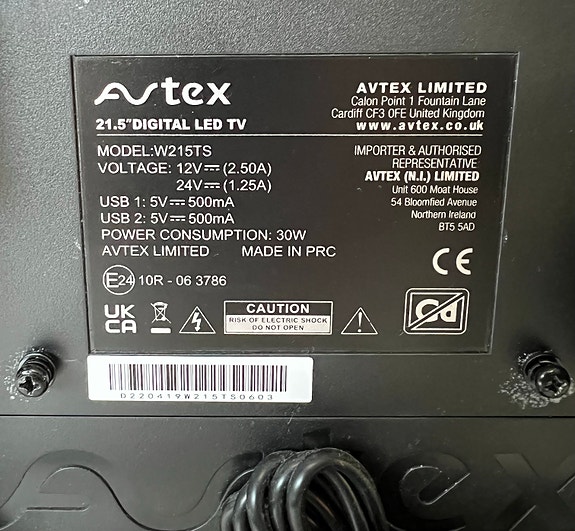 Avtex
21.5"DIGITAL LED TV
MODEL:W215TS
VOLTAGE: 12V⎓(2.50A)
24V⎓(1.25A)
USB 1: 5V⎓500mA
USB 2: 5V⎓500mA
POWER CONSUMPTION: 30W
AVTEX LIMITED MADE IN PRC
E24 10R - 06 3786
UK
CA
CAUTION
RISK OF ELECTRIC SHOCK
DO NOT OPEN
AVTEX LIMITED
Calon Point 1 Fountain Lane
Cardiff CF3 0FE United Kingdom
www.avtex.co.uk
IMPORTER & AUTHORISED
REPRESENTATIVE
AVTEX (N.I.) LIMITED
Unit 600 Moat House
54 Bloomfied Avenue
Northern Ireland
BT5 5AD
CE
Pb
D220419W215TS0603
Avtex